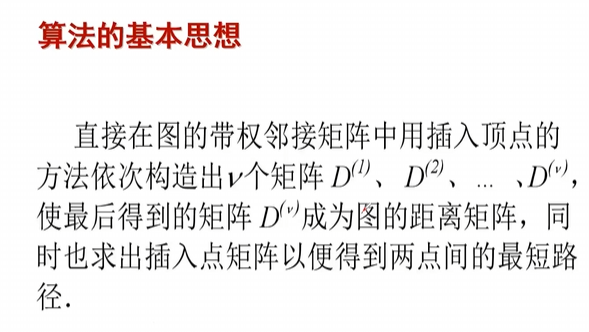 算法的基本思想
直接在图的带权邻接矩阵中用插入顶点的
方法依次构造出ν个矩阵 D⁽¹⁾、 D⁽²⁾、 … 、D⁽ᵛ⁾,
使最后得到的矩阵 D⁽ᵛ⁾成为图的距离矩阵，同
时也求出插入点矩阵以便得到两点间的最短路
径．